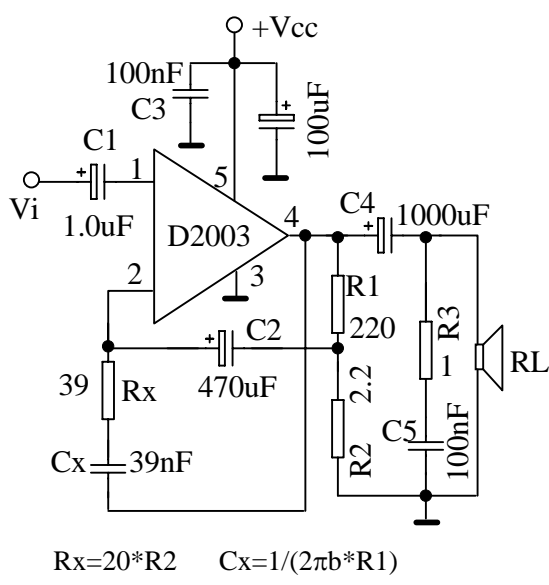 +Vcc
100nF
C3
100uF
C1
1
5
Vi
1.0uF
D2003
4
C4
1000uF
2
3
R1
220
R3
1
RL
C2
470uF
39
Rx
2.2
R2
C5
100nF
Cx
39nF
Rx=20*R2 Cx=1/(2πb*R1)